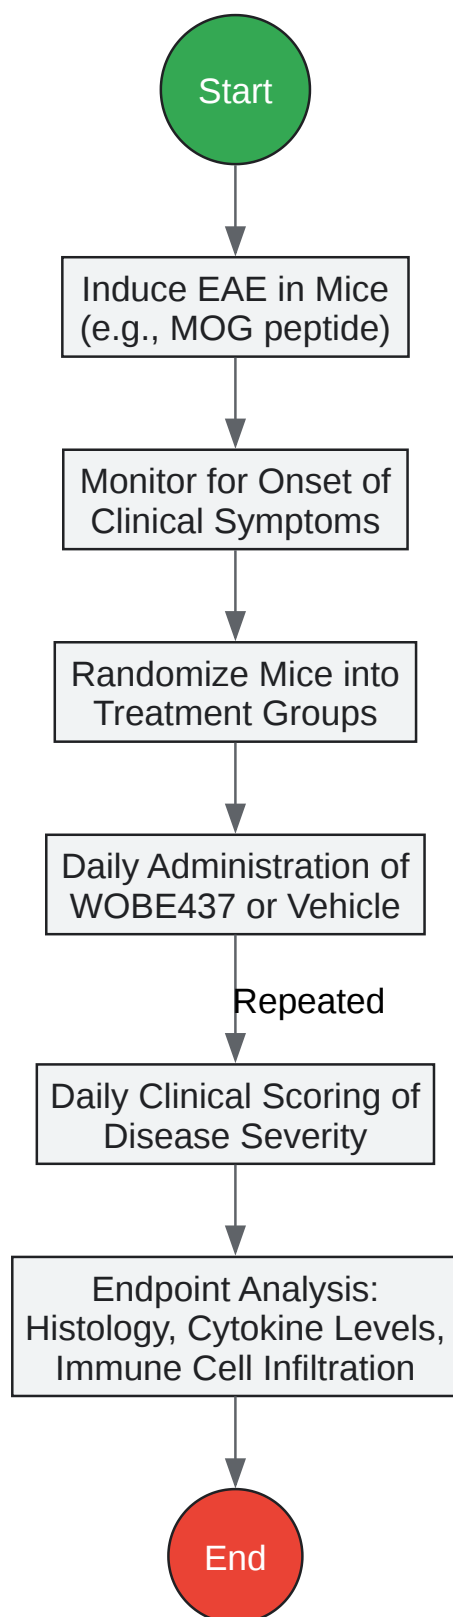 Start
Induce EAE in Mice
(e.g., MOG peptide)
Monitor for Onset of
Clinical Symptoms
Randomize Mice into
Treatment Groups
Daily Administration of
WOBE437 or Vehicle
Repeated
Daily Clinical Scoring of
Disease Severity
Endpoint Analysis:
Histology, Cytokine Levels,
Immune Cell Infiltration
End